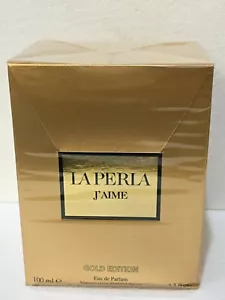 LA PERLA
J'AIME
GOLD EDITION
100 ml e
Eau de Parfum